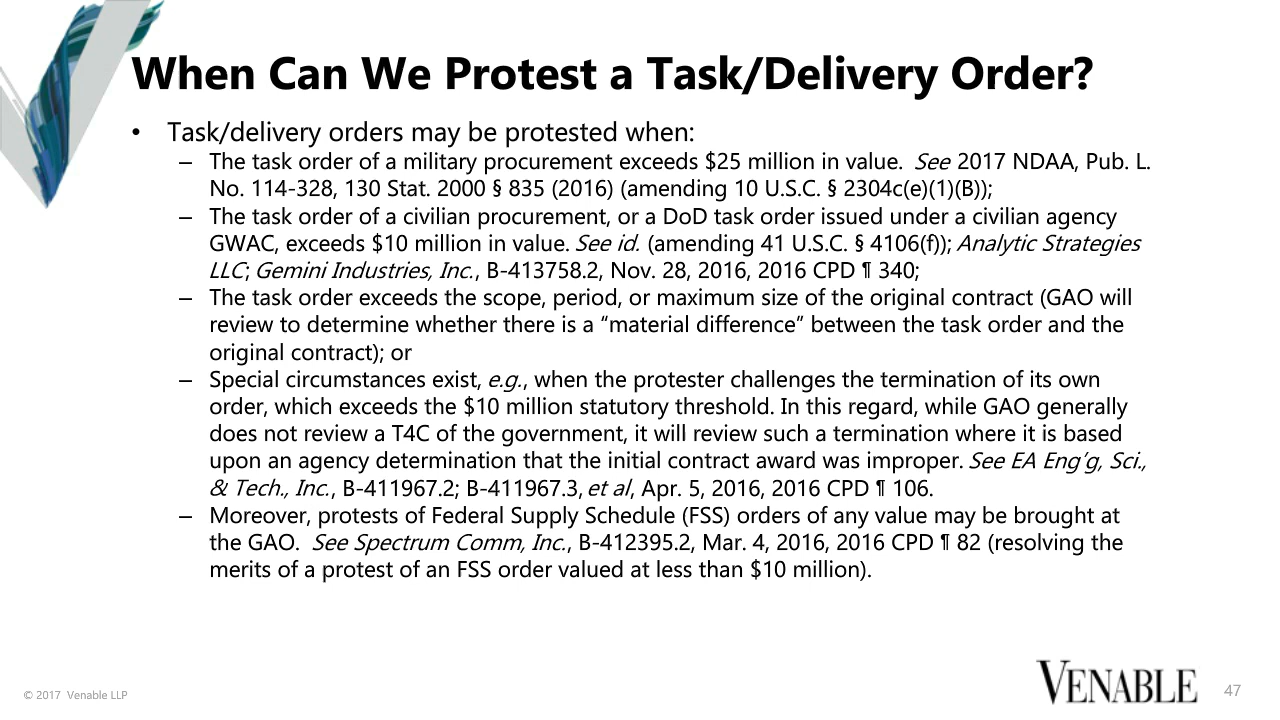 When Can We Protest a Task/Delivery Order?
• Task/delivery orders may be protested when:
– The task order of a military procurement exceeds $25 million in value. See 2017 NDAA, Pub. L.
No. 114-328, 130 Stat. 2000 § 835 (2016) (amending 10 U.S.C. § 2304c(e)(1)(B));
– The task order of a civilian procurement, or a DoD task order issued under a civilian agency
GWAC, exceeds $10 million in value. See id. (amending 41 U.S.C. § 4106(f)); Analytic Strategies
LLC; Gemini Industries, Inc., B-413758.2, Nov. 28, 2016, 2016 CPD ¶ 340;
– The task order exceeds the scope, period, or maximum size of the original contract (GAO will
review to determine whether there is a “material difference” between the task order and the
original contract); or
– Special circumstances exist, e.g., when the protester challenges the termination of its own
order, which exceeds the $10 million statutory threshold. In this regard, while GAO generally
does not review a T4C of the government, it will review such a termination where it is based
upon an agency determination that the initial contract award was improper. See EA Eng’g, Sci.,
& Tech., Inc., B-411967.2; B-411967.3, et al, Apr. 5, 2016, 2016 CPD ¶ 106.
– Moreover, protests of Federal Supply Schedule (FSS) orders of any value may be brought at
the GAO. See Spectrum Comm, Inc., B-412395.2, Mar. 4, 2016, 2016 CPD ¶ 82 (resolving the
merits of a protest of an FSS order valued at less than $10 million).
© 2017 Venable LLP
VENABLE
47